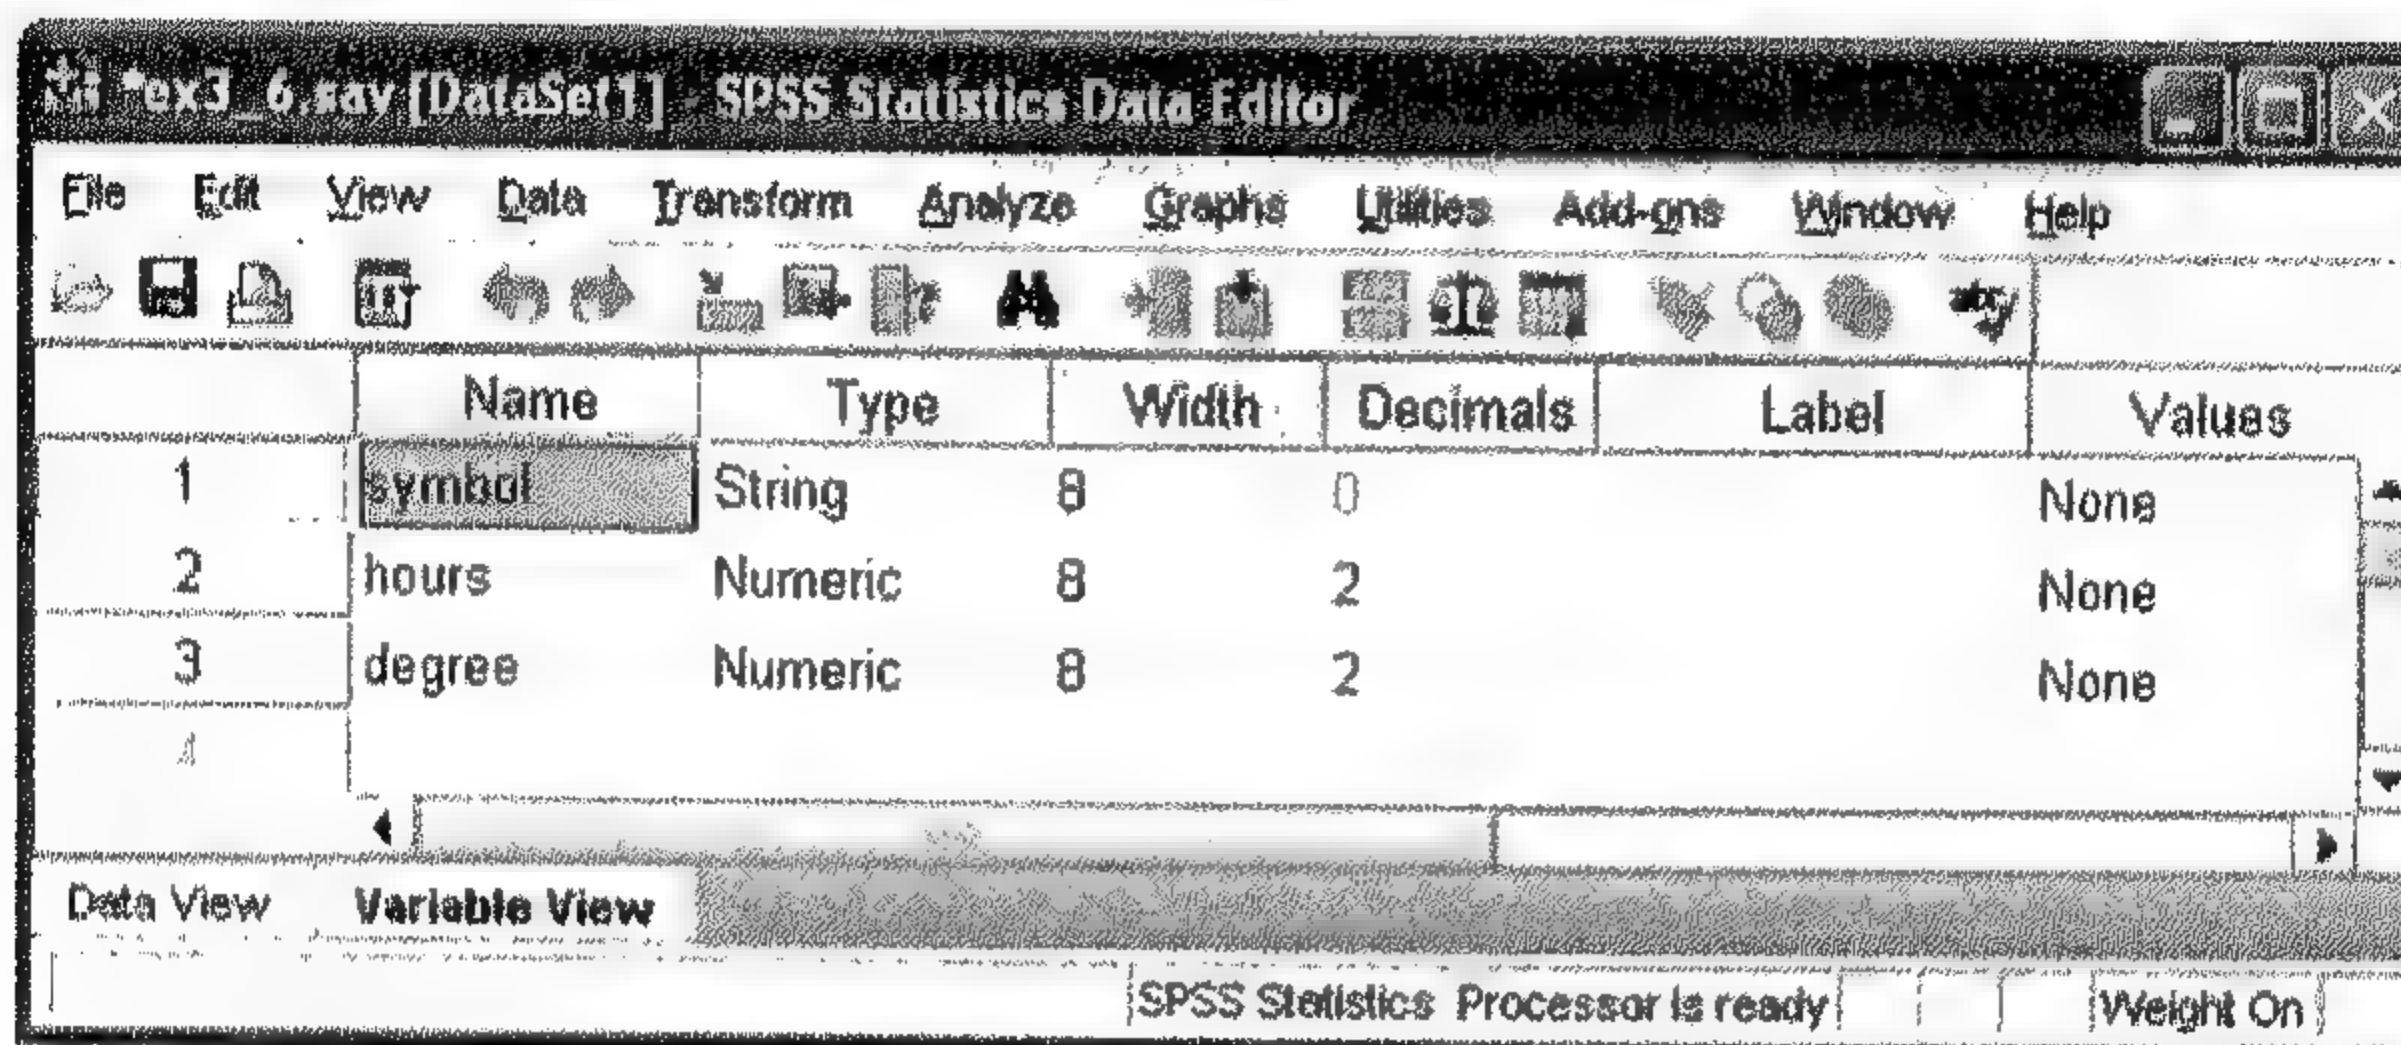 *ex3_6.sav [DataSet1] - SPSS Statistics Data Editor
File Edit View Data Transform Analyze Graphs Utilities Add-ons Window Help
Name Type Width Decimals Label Values
1 symbol String 8 0 None
2 hours Numeric 8 2 None
3 degree Numeric 8 2 None
4
Data View Variable View
SPSS Statistics Processor is ready Weight On